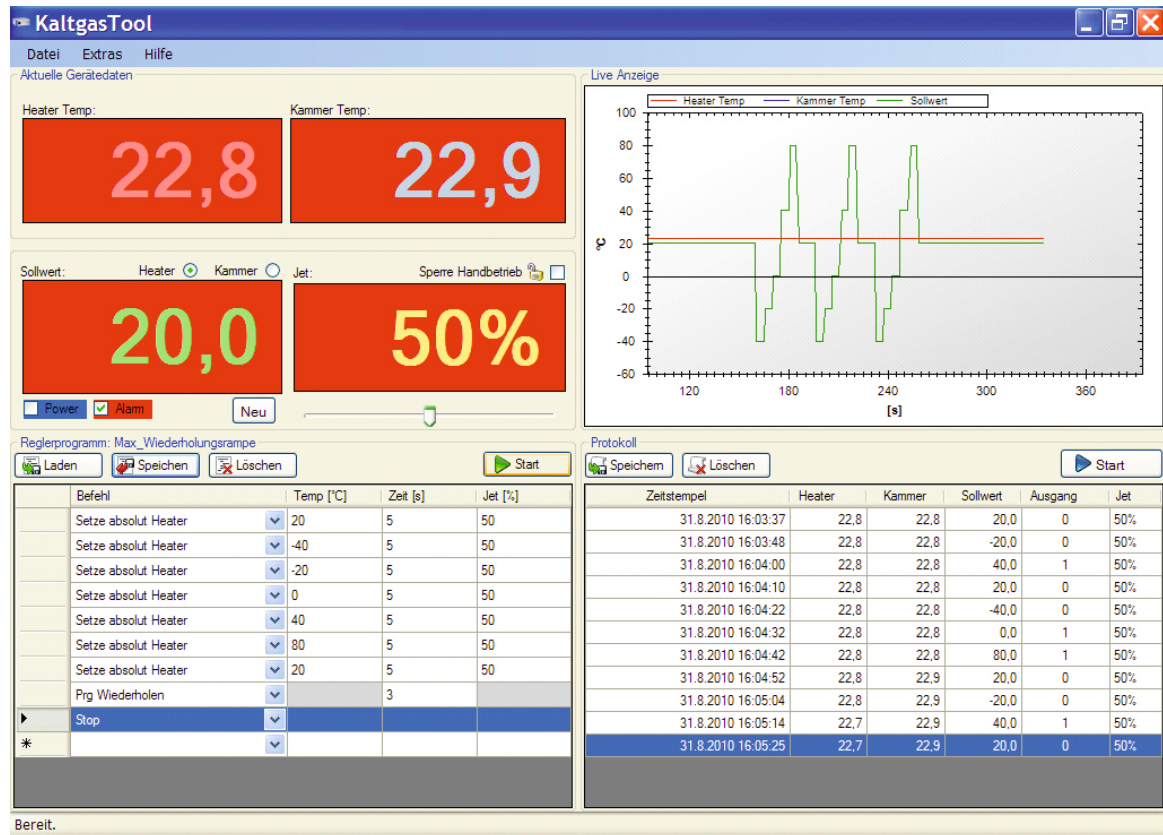 KaltgasTool
Datei Extras Hilfe
Aktuelle Gerätedaten
Heater Temp: Kammer Temp:
22,8 22,9
Sollwert: Heater Kammer Jet: Sperre Handbetrieb
20,0 50%
Power Alarm Neu
Live Anzeige
Heater Temp Kammer Temp Sollwert
100
80
60
40
20
0
-20
-40
-60
°C
120 180 240 300 360
[s]
Reglerprogramm: Max_Wiederholungsrampe
Laden Speichen Löschen Start
Befehl Temp [°C] Zeit [s] Jet [%]
Setze absolut Heater 20 5 50
Setze absolut Heater -40 5 50
Setze absolut Heater -20 5 50
Setze absolut Heater 0 5 50
Setze absolut Heater 40 5 50
Setze absolut Heater 80 5 50
Setze absolut Heater 20 5 50
Prg Wiederholen 3
Stop
Protokoll
Speichern Löschen Start
Zeitstempel Heater Kammer Sollwert Ausgang Jet
31.8.2010 16:03:37 22,8 22,8 20,0 0 50%
31.8.2010 16:03:48 22,8 22,8 -20,0 0 50%
31.8.2010 16:04:00 22,8 22,8 40,0 1 50%
31.8.2010 16:04:10 22,8 22,8 20,0 0 50%
31.8.2010 16:04:22 22,8 22,8 -40,0 0 50%
31.8.2010 16:04:32 22,8 22,8 0,0 1 50%
31.8.2010 16:04:42 22,8 22,8 80,0 1 50%
31.8.2010 16:04:52 22,8 22,9 20,0 0 50%
31.8.2010 16:05:04 22,8 22,9 -20,0 0 50%
31.8.2010 16:05:14 22,7 22,9 40,0 1 50%
31.8.2010 16:05:25 22,7 22,9 20,0 0 50%
Bereit.